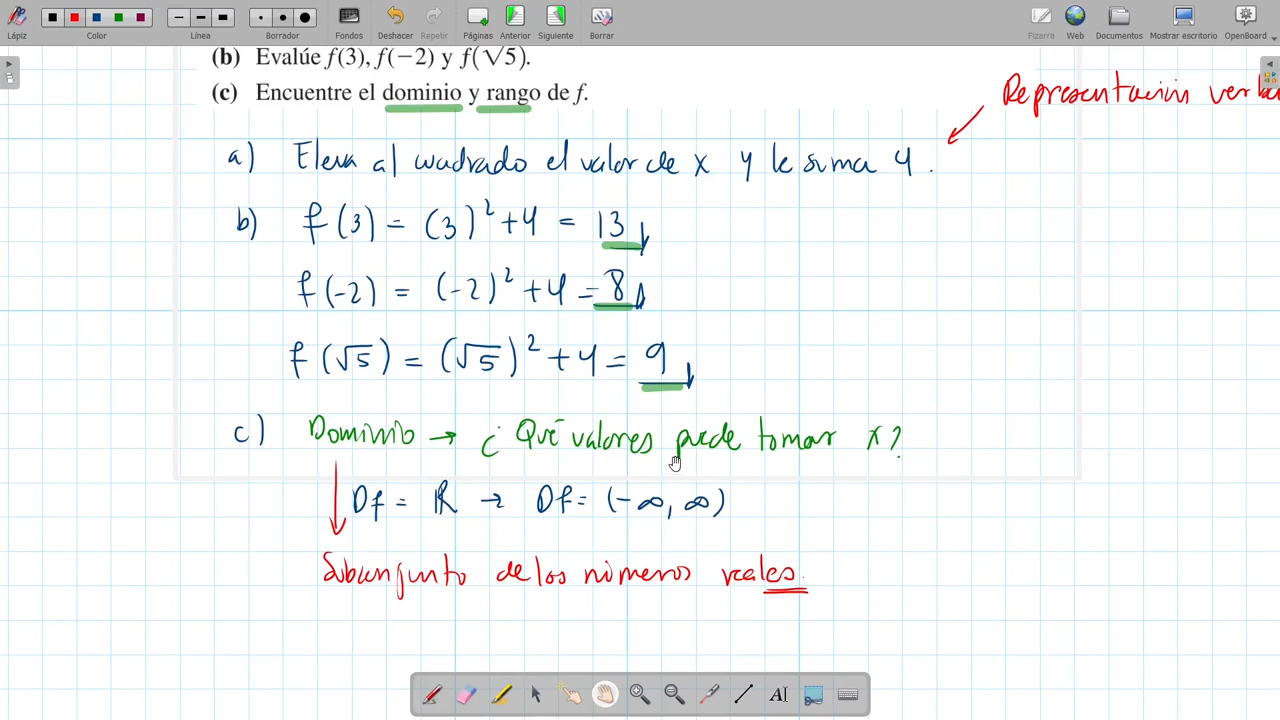 Lápiz Color Línea Borrador Fondos Deshacer Repetir Páginas Anterior Siguiente Borrar Pizarra Web Documentos Mostrar escritorio OpenBoard
(b) Evalúe f(3), f(−2) y f(√5).
(c) Encuentre el dominio y rango de f.
Representación
a) Eleva al cuadrado el valor de x y le suma 4.
b) f(3) = (3)² + 4 = 13
f(-2) = (-2)² + 4 = 8
f(√5) = (√5)² + 4 = 9
c) Dominio → ¿Qué valores puede tomar x?
Df = ℝ → Df = (-∞, ∞)
Subconjunto de los números reales.